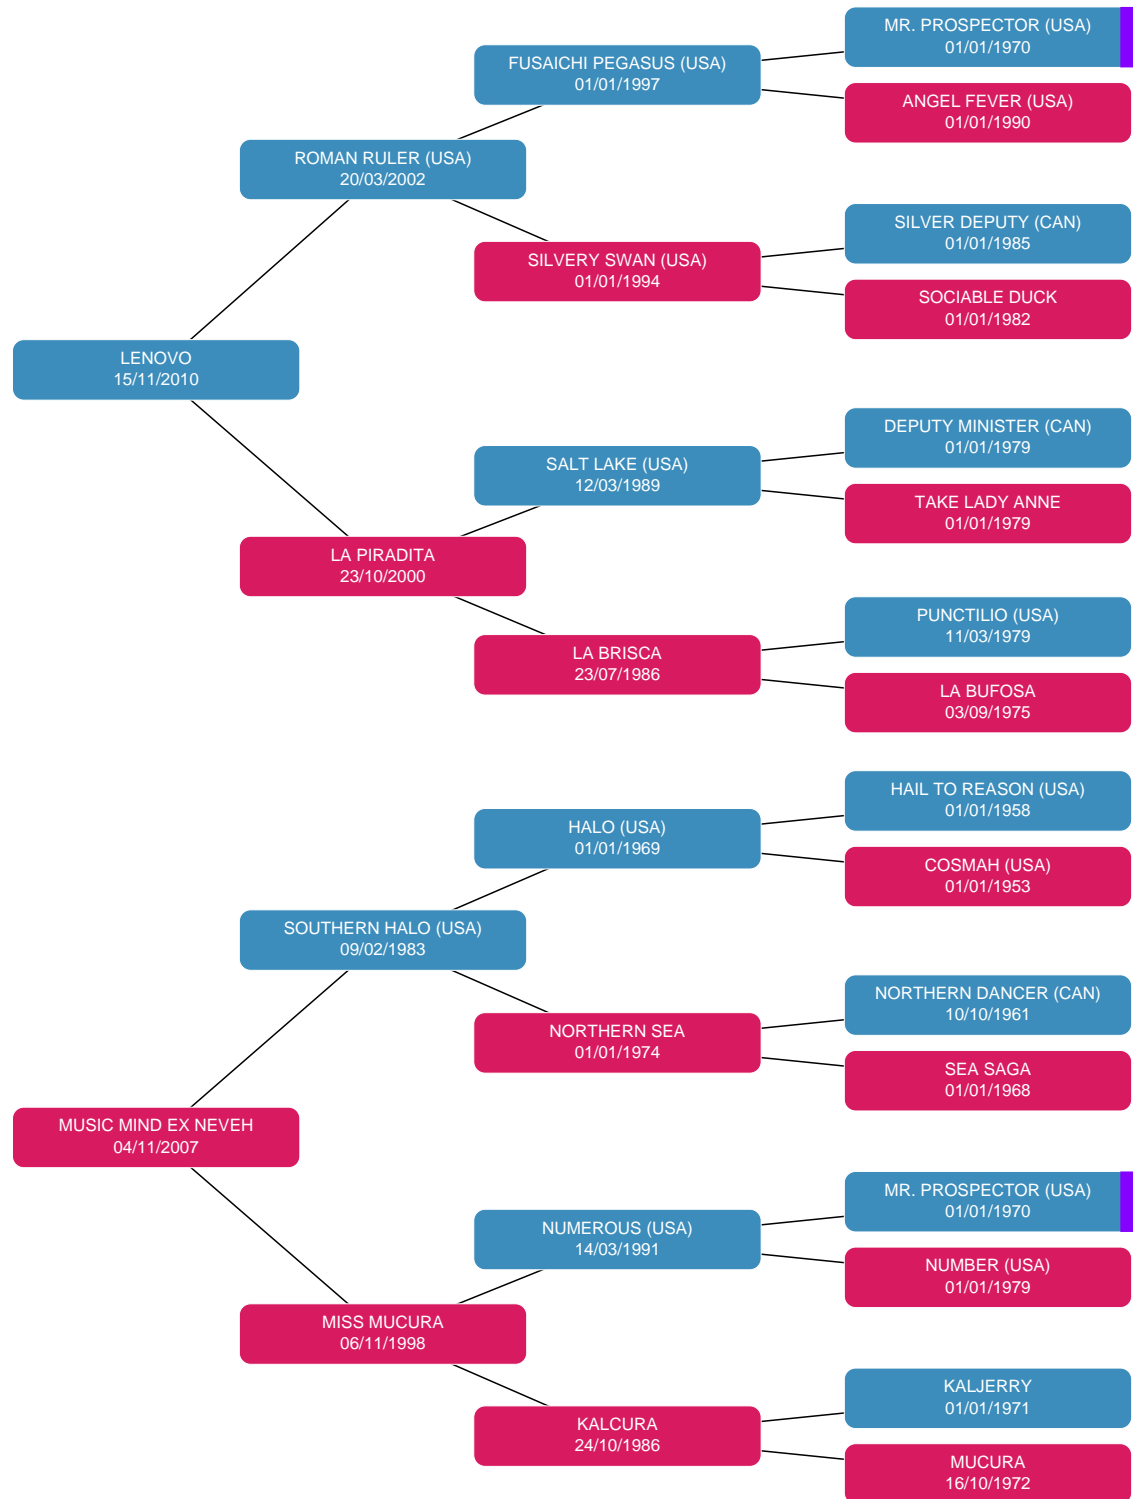 MR. PROSPECTOR (USA)
01/01/1970
FUSAICHI PEGASUS (USA)
01/01/1997
ANGEL FEVER (USA)
01/01/1990
ROMAN RULER (USA)
20/03/2002
SILVER DEPUTY (CAN)
01/01/1985
SILVERY SWAN (USA)
01/01/1994
SOCIABLE DUCK
01/01/1982
LENOVO
15/11/2010
DEPUTY MINISTER (CAN)
01/01/1979
SALT LAKE (USA)
12/03/1989
TAKE LADY ANNE
01/01/1979
LA PIRADITA
23/10/2000
PUNCTILIO (USA)
11/03/1979
LA BRISCA
23/07/1986
LA BUFOSA
03/09/1975
HAIL TO REASON (USA)
01/01/1958
HALO (USA)
01/01/1969
COSMAH (USA)
01/01/1953
SOUTHERN HALO (USA)
09/02/1983
NORTHERN DANCER (CAN)
10/10/1961
NORTHERN SEA
01/01/1974
SEA SAGA
01/01/1968
MUSIC MIND EX NEVEH
04/11/2007
MR. PROSPECTOR (USA)
01/01/1970
NUMEROUS (USA)
14/03/1991
NUMBER (USA)
01/01/1979
MISS MUCURA
06/11/1998
KALJERRY
01/01/1971
KALCURA
24/10/1986
MUCURA
16/10/1972